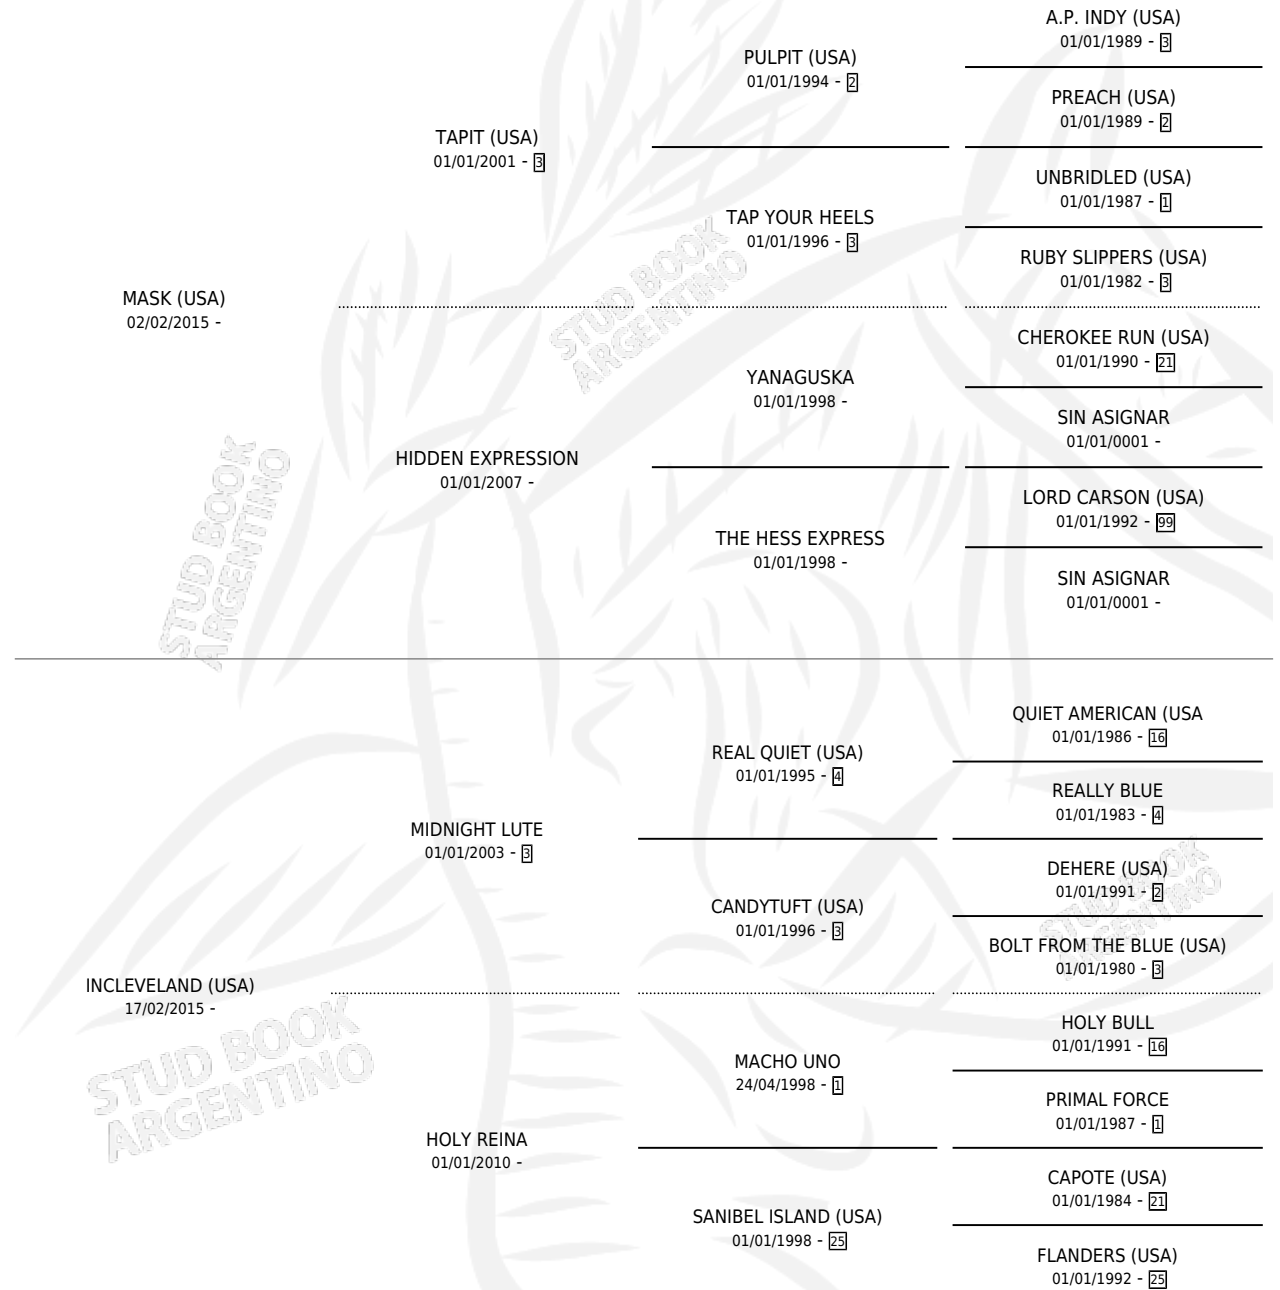 A.P. INDY (USA)
01/01/1989 - 3
PULPIT (USA)
01/01/1994 - 2
PREACH (USA)
01/01/1989 - 2
TAPIT (USA)
01/01/2001 - 3
UNBRIDLED (USA)
01/01/1987 - 1
TAP YOUR HEELS
01/01/1996 - 3
RUBY SLIPPERS (USA)
01/01/1982 - 3
MASK (USA)
02/02/2015 -
CHEROKEE RUN (USA)
01/01/1990 - 21
YANAGUSKA
01/01/1998 -
SIN ASIGNAR
01/01/0001 -
HIDDEN EXPRESSION
01/01/2007 -
LORD CARSON (USA)
01/01/1992 - 99
THE HESS EXPRESS
01/01/1998 -
SIN ASIGNAR
01/01/0001 -
STUD BOOK
ARGENTINO
STUD BOOK
ARGENTINO
QUIET AMERICAN (USA
01/01/1986 - 16
REAL QUIET (USA)
01/01/1995 - 4
REALLY BLUE
01/01/1983 - 4
MIDNIGHT LUTE
01/01/2003 - 3
DEHERE (USA)
01/01/1991 - 2
CANDYTUFT (USA)
01/01/1996 - 3
BOLT FROM THE BLUE (USA)
01/01/1980 - 3
INCLEVELAND (USA)
17/02/2015 -
HOLY BULL
01/01/1991 - 16
MACHO UNO
24/04/1998 - 1
PRIMAL FORCE
01/01/1987 - 1
HOLY REINA
01/01/2010 -
CAPOTE (USA)
01/01/1984 - 21
SANIBEL ISLAND (USA)
01/01/1998 - 25
FLANDERS (USA)
01/01/1992 - 25
STUD BOOK
ARGENTINO
STUD BOOK
ARGENTINO